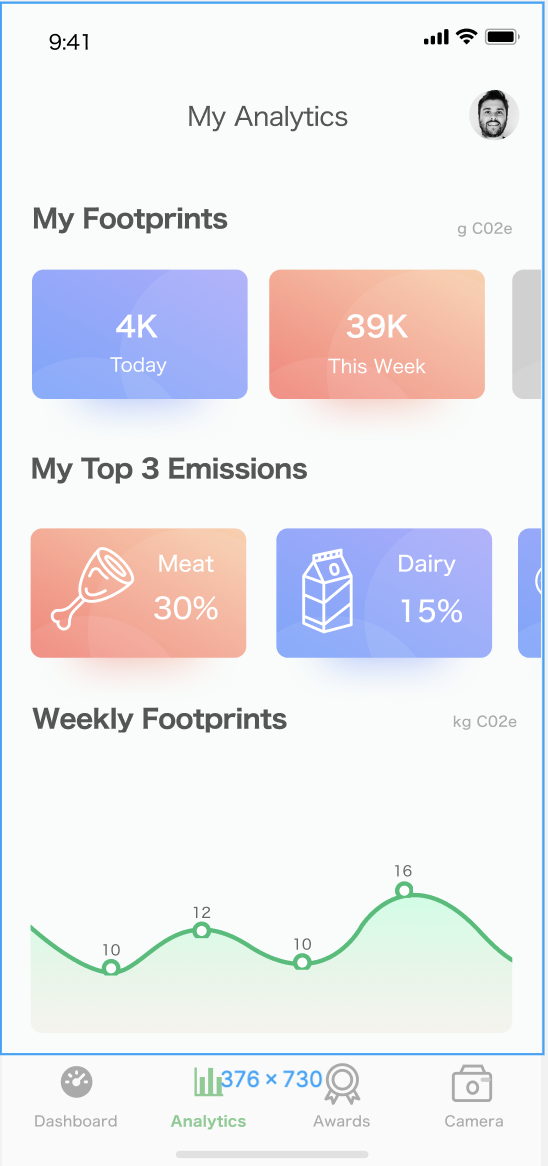 9:41
My Analytics
My Footprints
g C02e
4K
39K
Today
This Week
My Top 3 Emissions
Meat
30%
Dairy
15%
Weekly Footprints
kg C02e
16
12
10
10
376 × 730
Dashboard
Analytics
Awards
Camera